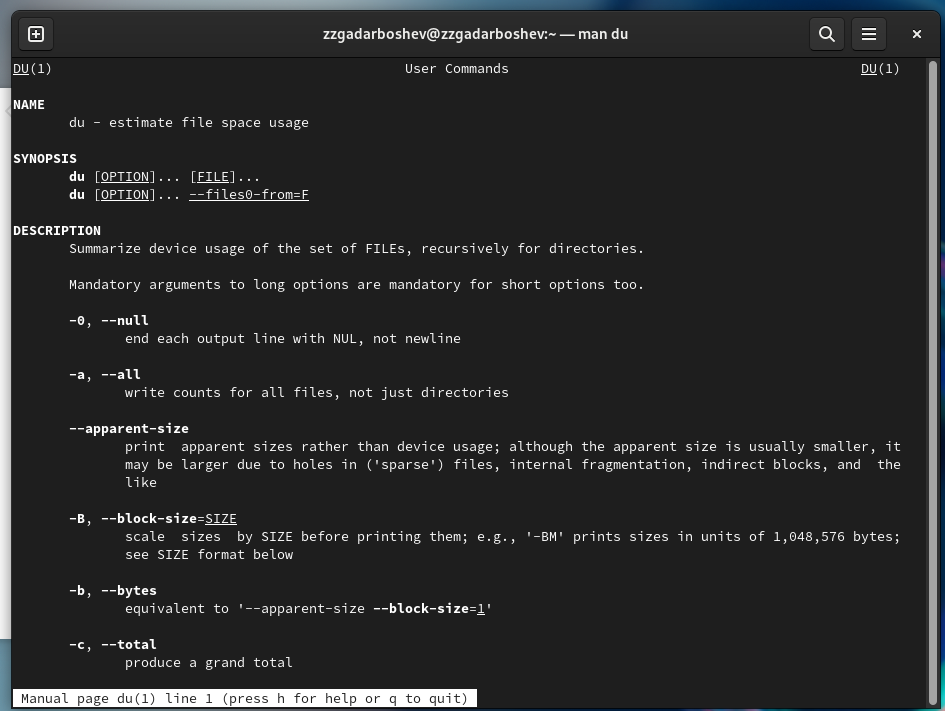 zzgadarboshev@zzgadarboshev:~ — man du
DU(1) User Commands DU(1)
NAME
du - estimate file space usage
SYNOPSIS
du [OPTION]... [FILE]...
du [OPTION]... --files0-from=F
DESCRIPTION
Summarize device usage of the set of FILEs, recursively for directories.
Mandatory arguments to long options are mandatory for short options too.
-0, --null
end each output line with NUL, not newline
-a, --all
write counts for all files, not just directories
--apparent-size
print  apparent sizes rather than device usage; although the apparent size is usually smaller, it
may be larger due to holes in ('sparse') files, internal fragmentation, indirect blocks, and  the
like
-B, --block-size=SIZE
scale  sizes  by SIZE before printing them; e.g., '-BM' prints sizes in units of 1,048,576 bytes;
see SIZE format below
-b, --bytes
equivalent to '--apparent-size --block-size=1'
-c, --total
produce a grand total
Manual page du(1) line 1 (press h for help or q to quit)